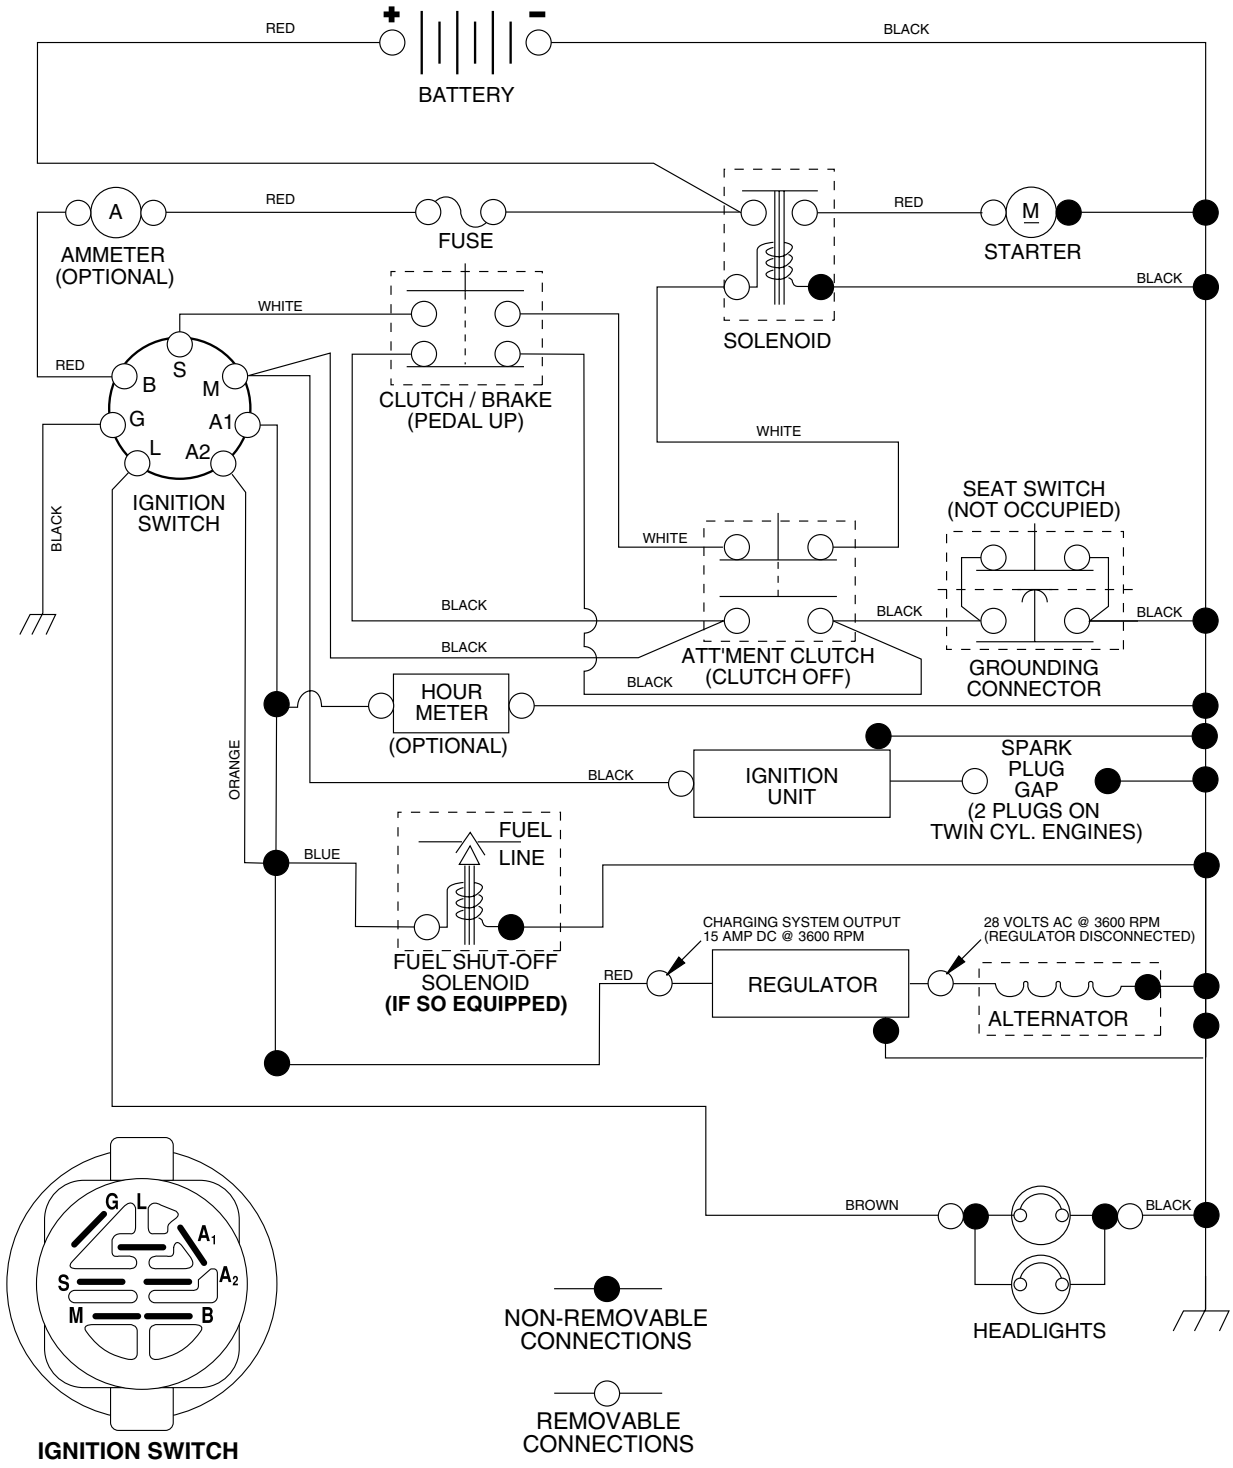 + -
RED
BLACK
BATTERY
RED
A
RED
M
AMMETER
(OPTIONAL)
FUSE
STARTER
BLACK
WHITE
SOLENOID
RED
S
B
M
G
A1
L
A2
CLUTCH / BRAKE
(PEDAL UP)
WHITE
IGNITION
SWITCH
BLACK
SEAT SWITCH
(NOT OCCUPIED)
WHITE
BLACK
BLACK
BLACK
BLACK
ATT'MENT CLUTCH
(CLUTCH OFF)
BLACK
GROUNDING
CONNECTOR
HOUR
METER
(OPTIONAL)
ORANGE
BLACK
IGNITION
UNIT
SPARK
PLUG
GAP
(2 PLUGS ON
TWIN CYL. ENGINES)
BLUE
FUEL
LINE
FUEL SHUT-OFF
SOLENOID
(IF SO EQUIPPED)
CHARGING SYSTEM OUTPUT
15 AMP DC @ 3600 RPM
28 VOLTS AC @ 3600 RPM
(REGULATOR DISCONNECTED)
RED
REGULATOR
ALTERNATOR
BROWN
BLACK
HEADLIGHTS
G L
A1
S
A2
M
B
IGNITION SWITCH
NON-REMOVABLE
CONNECTIONS
REMOVABLE
CONNECTIONS